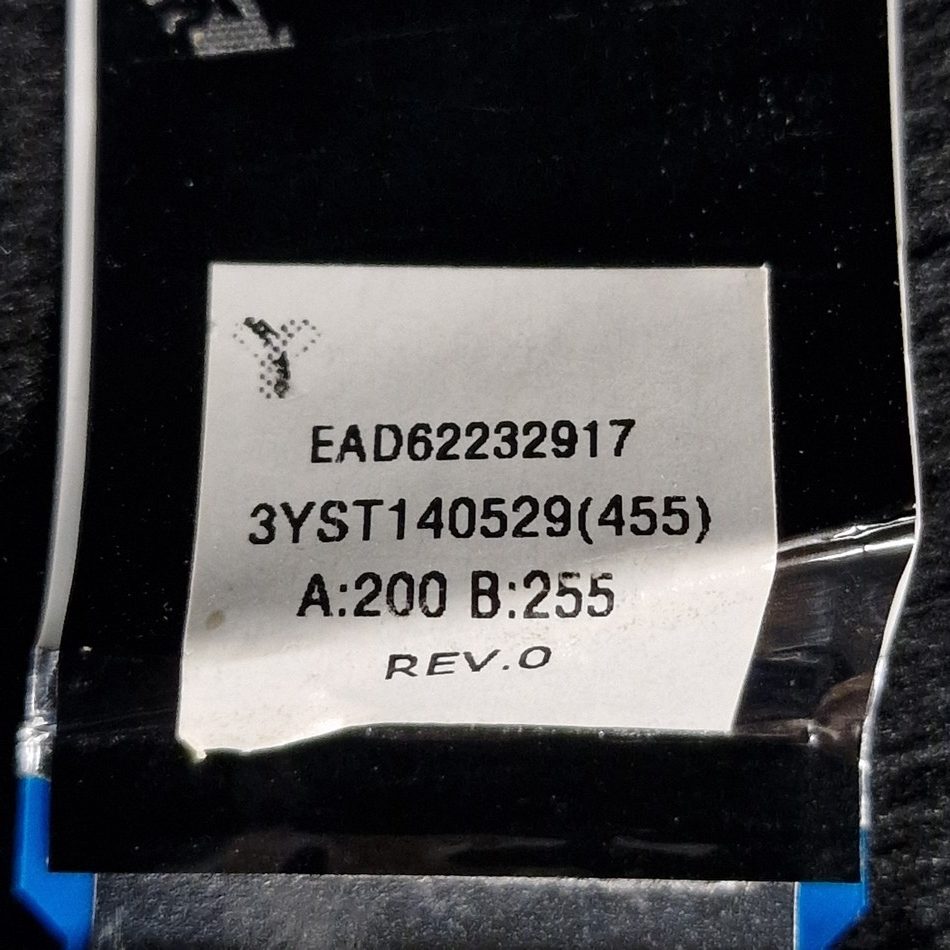 Y
EAD62232917
3YST140529(455)
A:200 B:255
REV.0